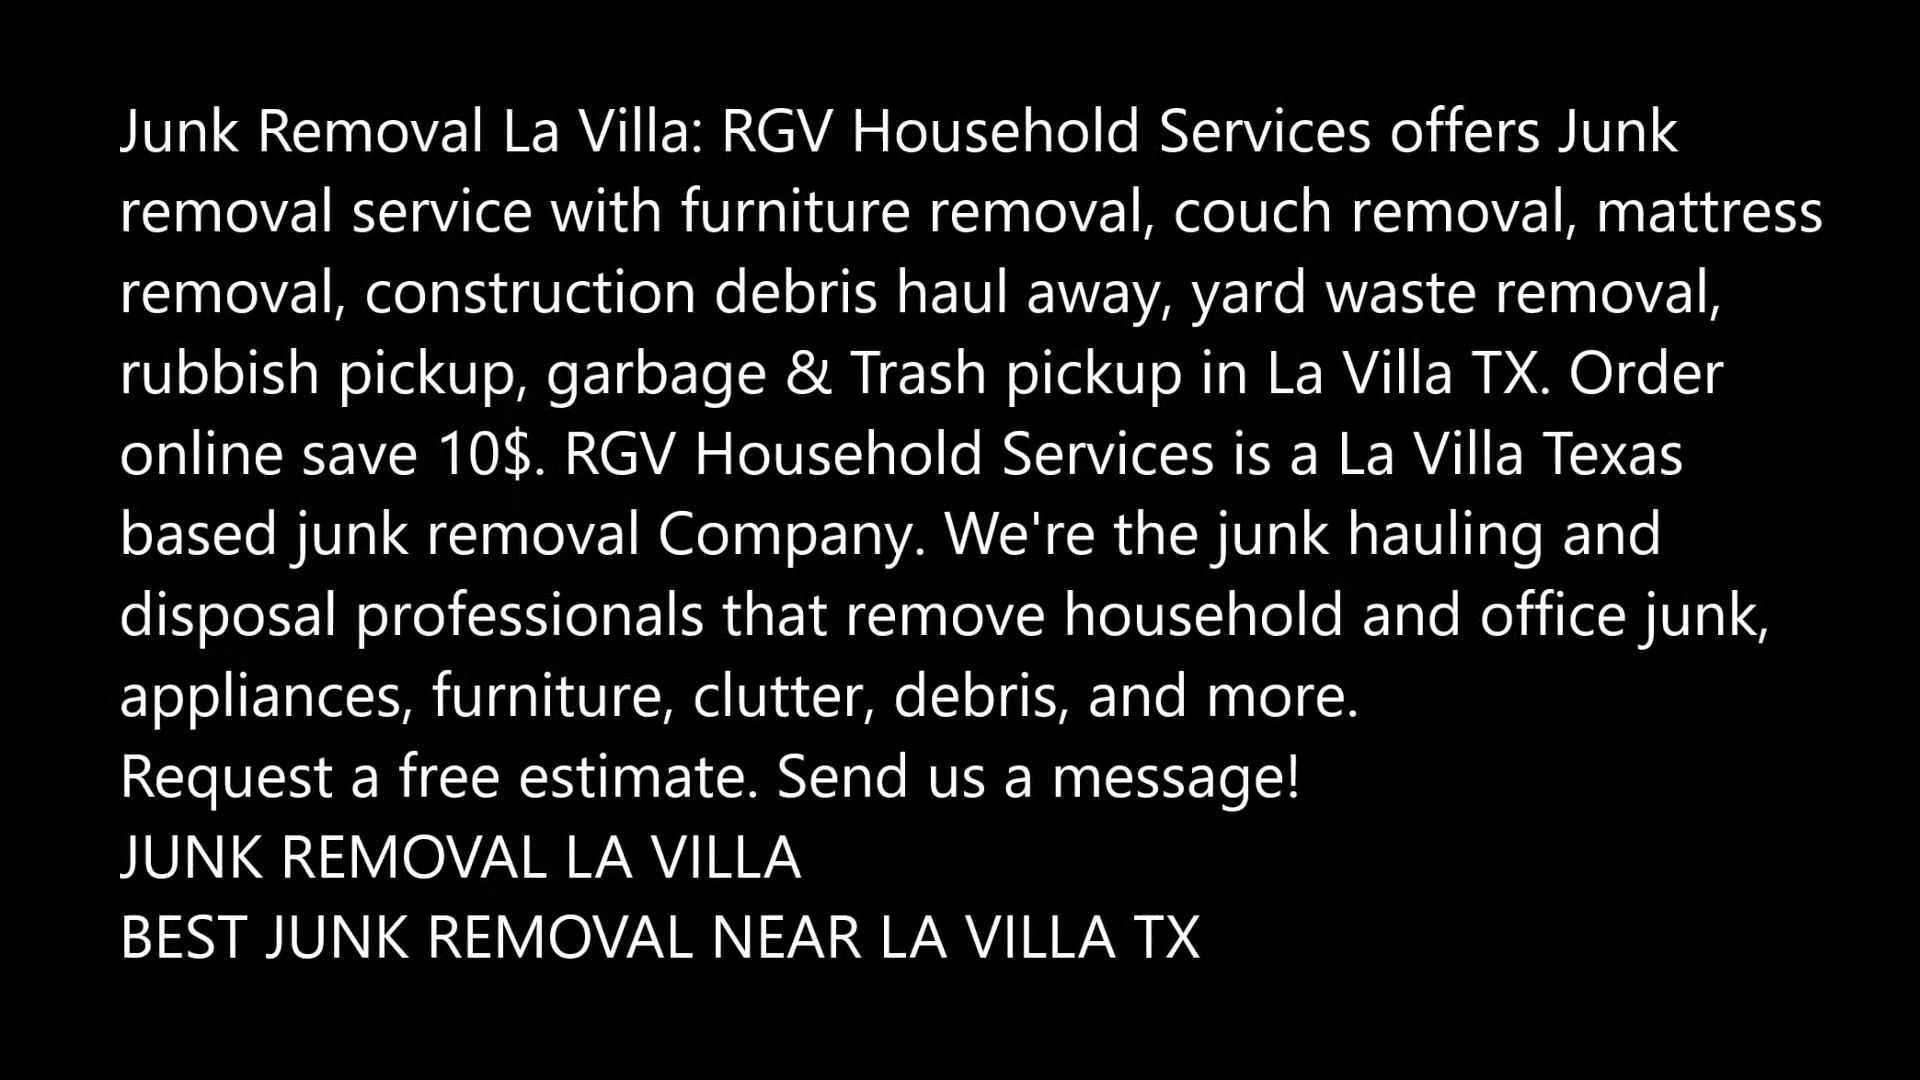 Junk Removal La Villa: RGV Household Services offers Junk
removal service with furniture removal, couch removal, mattress
removal, construction debris haul away, yard waste removal,
rubbish pickup, garbage & Trash pickup in La Villa TX. Order
online save 10$. RGV Household Services is a La Villa Texas
based junk removal Company. We're the junk hauling and
disposal professionals that remove household and office junk,
appliances, furniture, clutter, debris, and more.
Request a free estimate. Send us a message!
JUNK REMOVAL LA VILLA
BEST JUNK REMOVAL NEAR LA VILLA TX